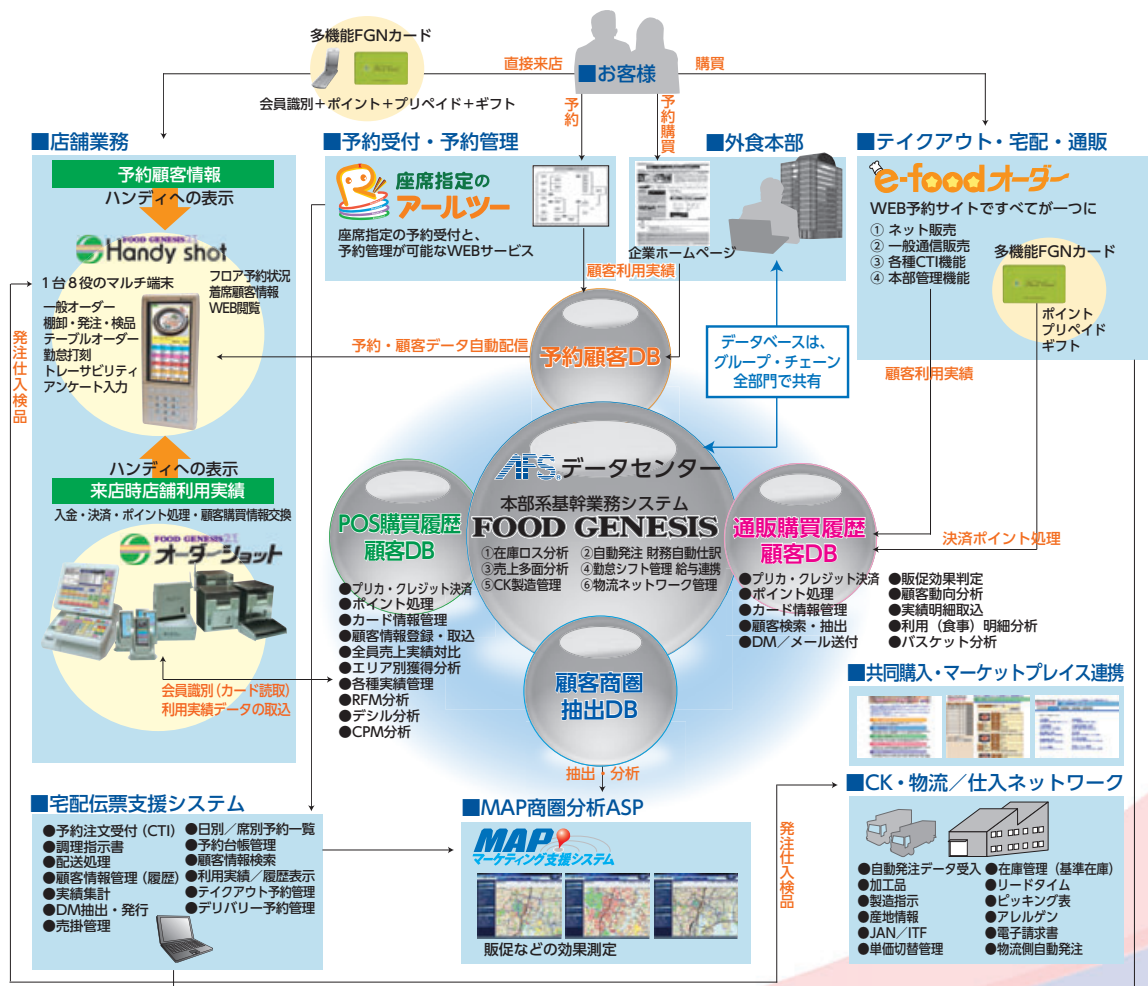 多機能FGNカード
会員識別＋ポイント＋プリペイド＋ギフト
直接来店
■お客様
購買
予約
予約購買
■店舗業務
予約顧客情報
ハンディへの表示
FOOD GENESIS21
Handy shot
1台8役のマルチ端末
フロア予約状況
着席顧客情報
WEB閲覧
一般オーダー
棚卸・発注・検品
テーブルオーダー
勤怠打刻
トレーサビリティ
アンケート入力
ハンディへの表示
来店時店舗利用実績
入金・決済・ポイント処理・顧客購買情報交換
FOOD GENESIS21
オーダーショット
会員識別（カード読取）
利用実績データの取込
発注仕入検品
■予約受付・予約管理
座席指定の
アールツー
座席指定の予約受付と、
予約管理が可能なWEBサービス
企業ホームページ
顧客利用実績
■外食本部
データベースは、
グループ・チェーン
全部門で共有
■テイクアウト・宅配・通販
e-foodオーダー
WEB予約サイトですべてが一つに
① ネット販売
② 一般通信販売
③ 各種CTI機能
④ 本部管理機能
多機能FGNカード
ポイント
プリペイド
ギフト
顧客利用実績
決済ポイント処理
予約・顧客データ自動配信
予約顧客DB
AFS データセンター
本部系基幹業務システム
FOOD GENESIS
①在庫ロス分析　②自動発注 財務自動仕訳
③売上多面分析　④勤怠シフト管理 給与連携
⑤CK製造管理　⑥物流ネットワーク管理
POS購買履歴
顧客DB
●プリカ・クレジット決済
●ポイント処理
●カード情報管理
●顧客情報登録・取込
●全員売上実績対比
●エリア別獲得分析
●各種実績管理
●RFM分析
●デシル分析
●CPM分析
通販購買履歴
顧客DB
●プリカ・クレジット決済
●ポイント処理
●カード情報管理
●顧客検索・抽出
●DM／メール送付
●販促効果判定
●顧客動向分析
●実績明細取込
●利用（食事）明細分析
●バスケット分析
顧客商圏
抽出DB
抽出・分析
■共同購入・マーケットプレイス連携
■宅配伝票支援システム
●予約注文受付（CTI）
●調理指示書
●配送処理
●顧客情報管理（履歴）
●実績集計
●DM抽出・発行
●売掛管理
●日別／席別予約一覧
●予約台帳管理
●顧客情報検索
●利用実績／履歴表示
●テイクアウト予約管理
●デリバリー予約管理
■MAP商圏分析ASP
MAP
マーケティング支援システム
販促などの効果測定
発注仕入検品
■CK・物流／仕入ネットワーク
●自動発注データ受入
●加工品
●製造指示
●産地情報
●JAN／ITF
●単価切替管理
●在庫管理（基準在庫）
●リードタイム
●ピッキング表
●アレルゲン
●電子請求書
●物流側自動発注